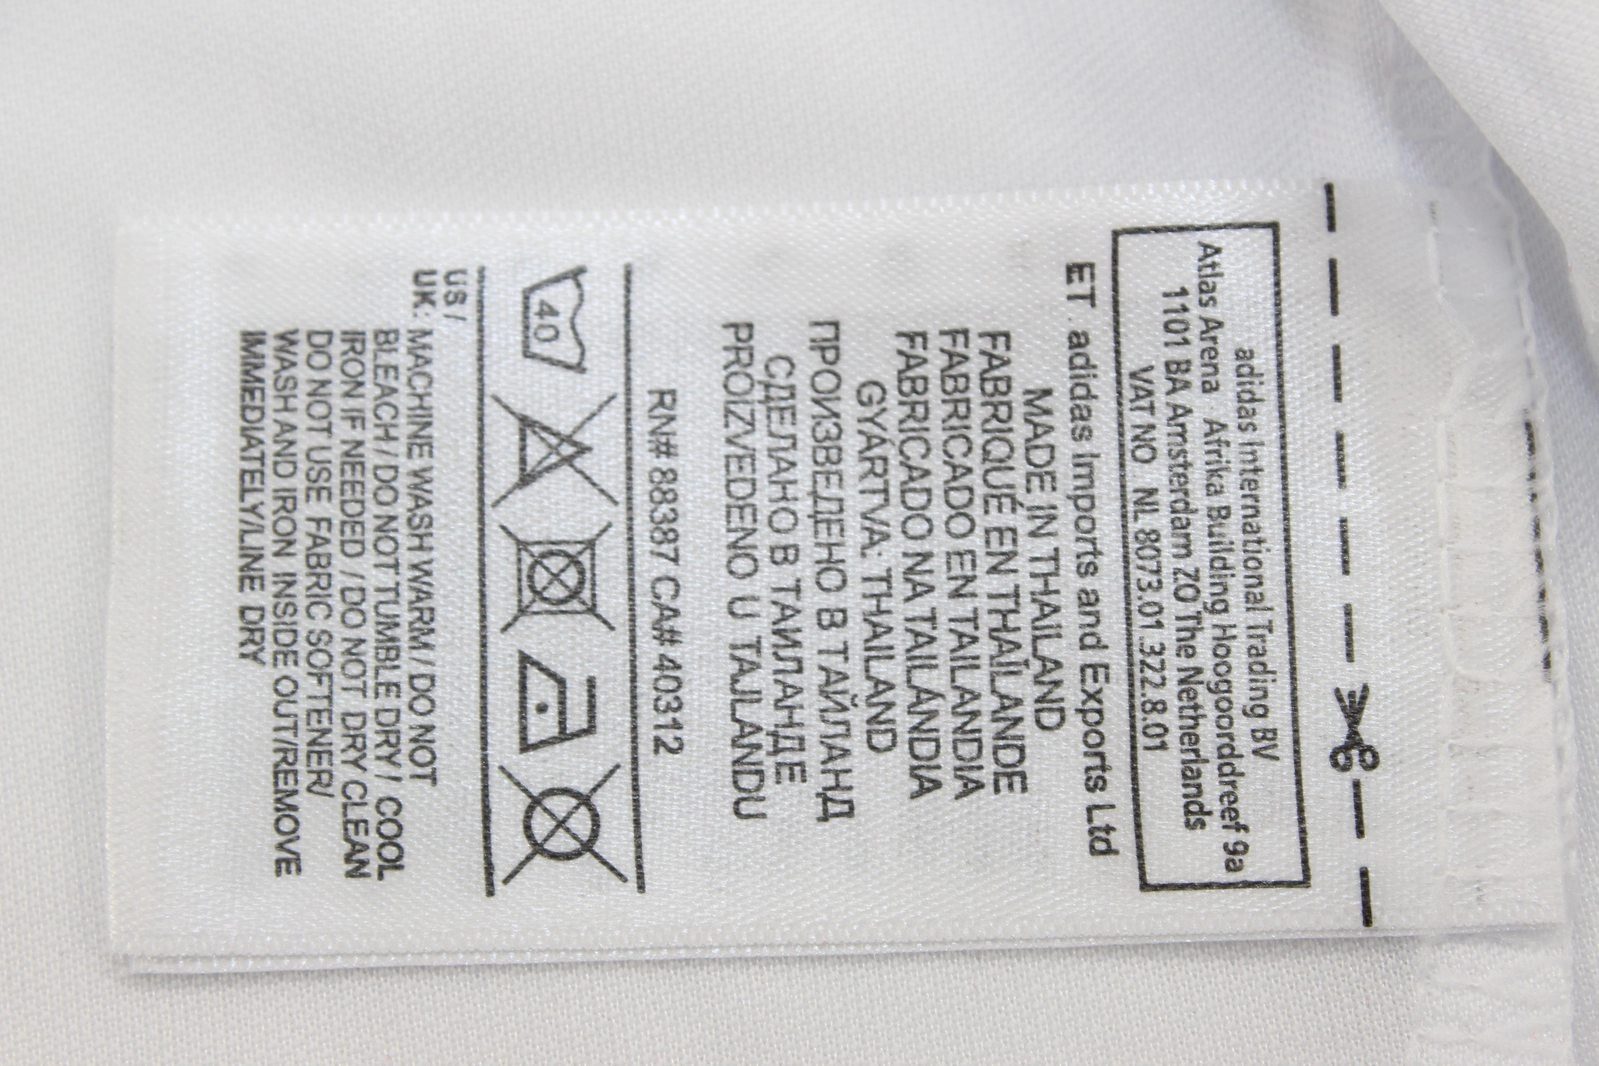 adidas International Trading BV
Atlas Arena Afrika Building Hoogoorddreef 9a
1101 BA Amsterdam ZO The Netherlands
VAT NO NL 8073.01.322.8.01
ET. adidas Imports and Exports Ltd
MADE IN THAILAND
FABRIQUÉ EN THAÏLANDE
FABRICADO EN TAILANDIA
FABRICADO NA TAILÂNDIA
GYÁRTVA: THAILAND
ПРОИЗВЕДЕНО В ТАЙЛАНД
СДЕЛАНО В ТАИЛАНДЕ
PROIZVEDENO U TAJLANDU
RN# 88387 CA# 40312
40
US /
UK: MACHINE WASH WARM / DO NOT
BLEACH / DO NOT TUMBLE DRY / COOL
IRON IF NEEDED / DO NOT DRY CLEAN
DO NOT USE FABRIC SOFTENER/
WASH AND IRON INSIDE OUT/REMOVE
IMMEDIATELY/LINE DRY